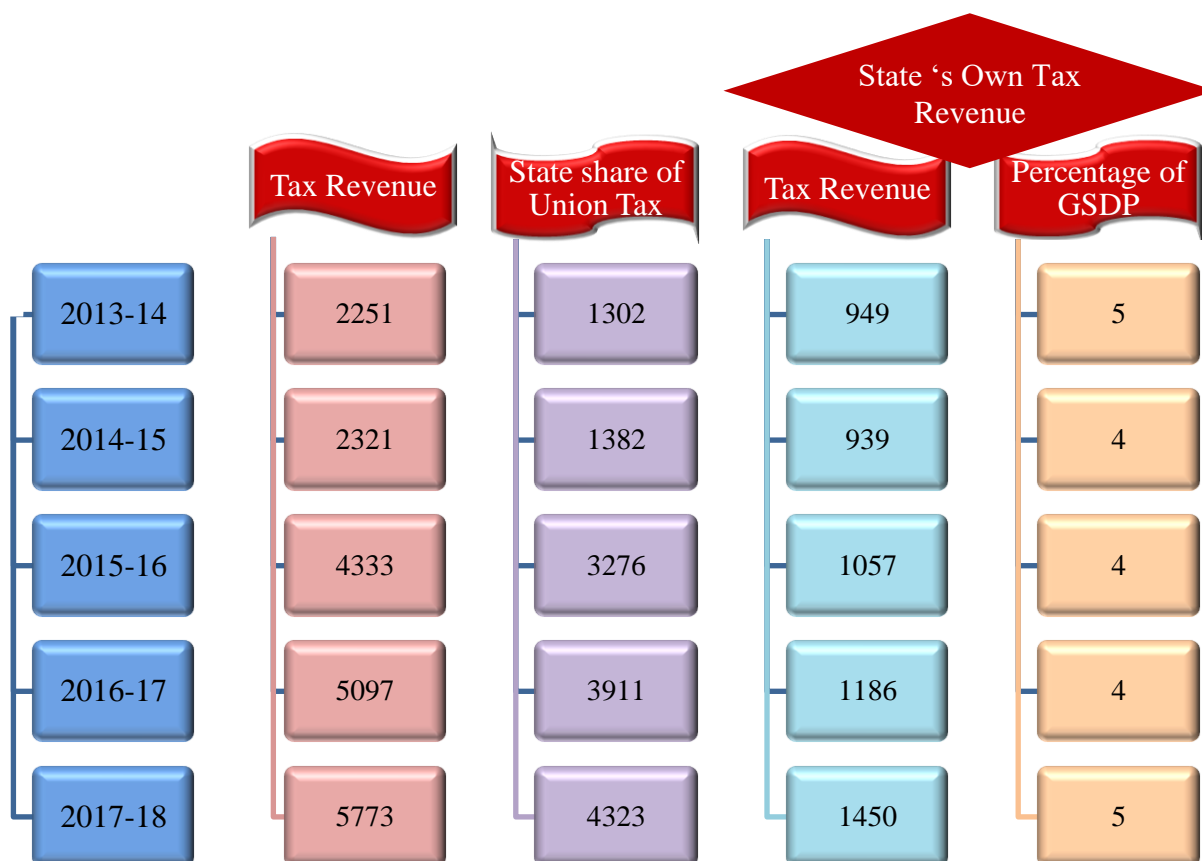 State ‘s Own Tax
Revenue
Tax Revenue
State share of
Union Tax
Tax Revenue
Percentage of
GSDP
2013-14 2251 1302 949 5
2014-15 2321 1382 939 4
2015-16 4333 3276 1057 4
2016-17 5097 3911 1186 4
2017-18 5773 4323 1450 5